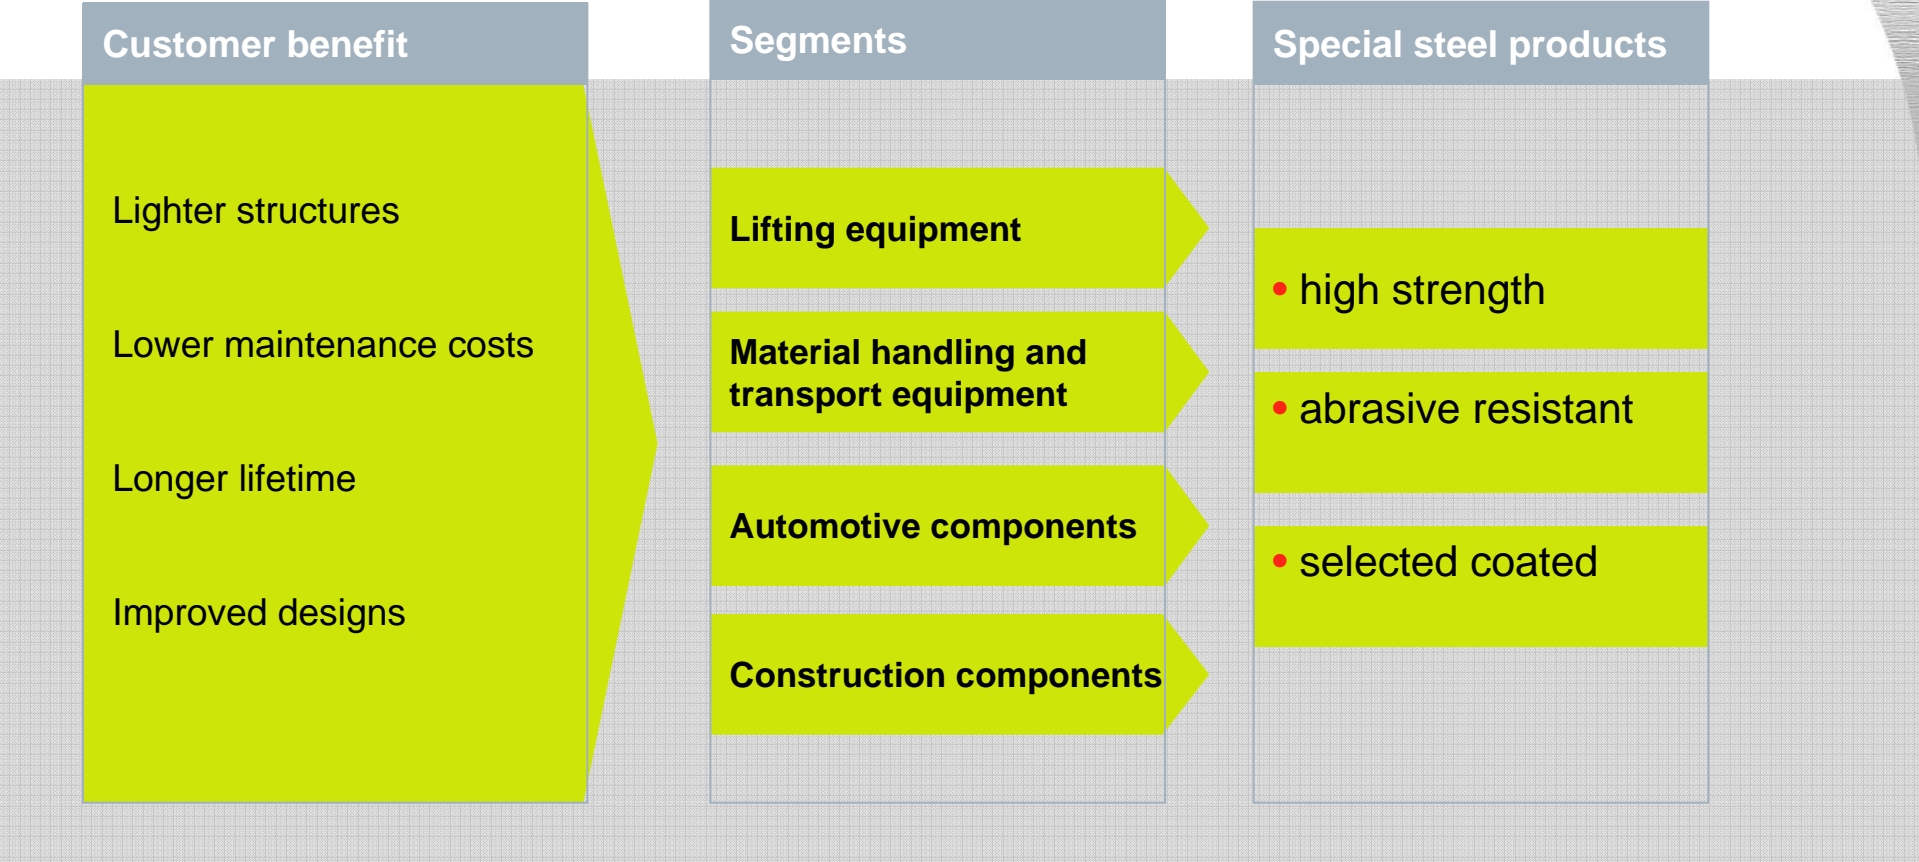 Customer benefit
Lighter structures
Lower maintenance costs
Longer lifetime
Improved designs
Segments
Lifting equipment
Material handling and
transport equipment
Automotive components
Construction components
Special steel products
• high strength
• abrasive resistant
• selected coated